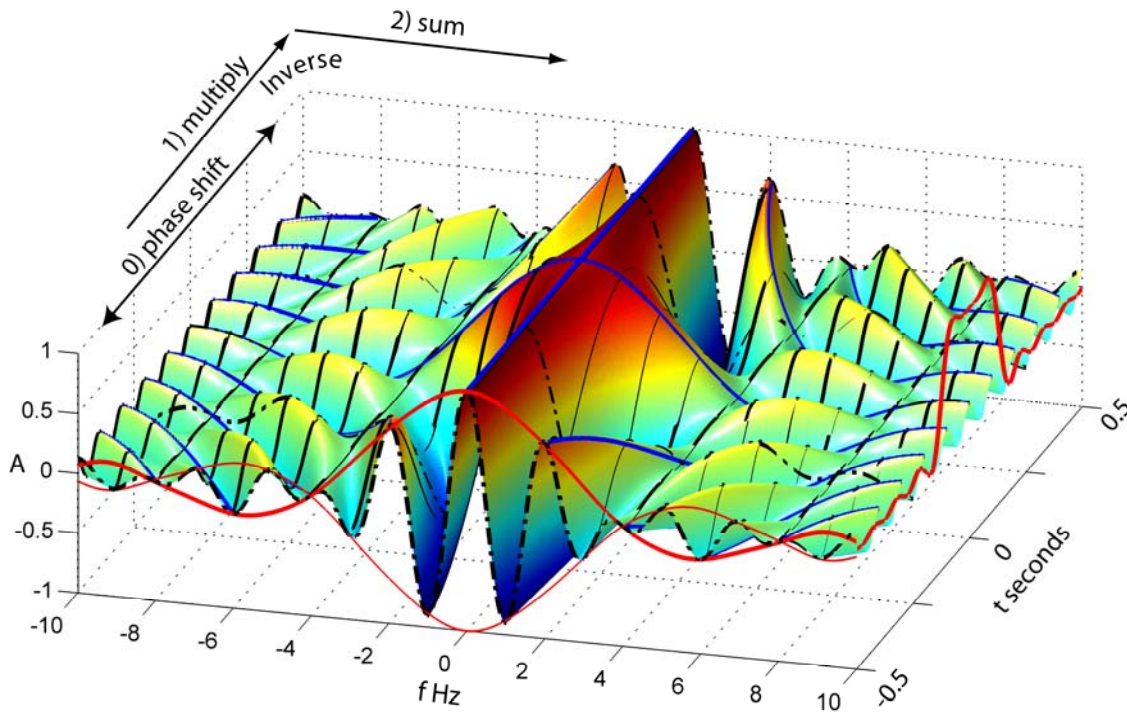 2) sum
1) multiply
Inverse
0) phase shift
1
0.5
A 0
-0.5
-1
-10 -8 -6 -4 -2 0 2 4 6 8 10
f Hz
-0.5 0 0.5
t seconds